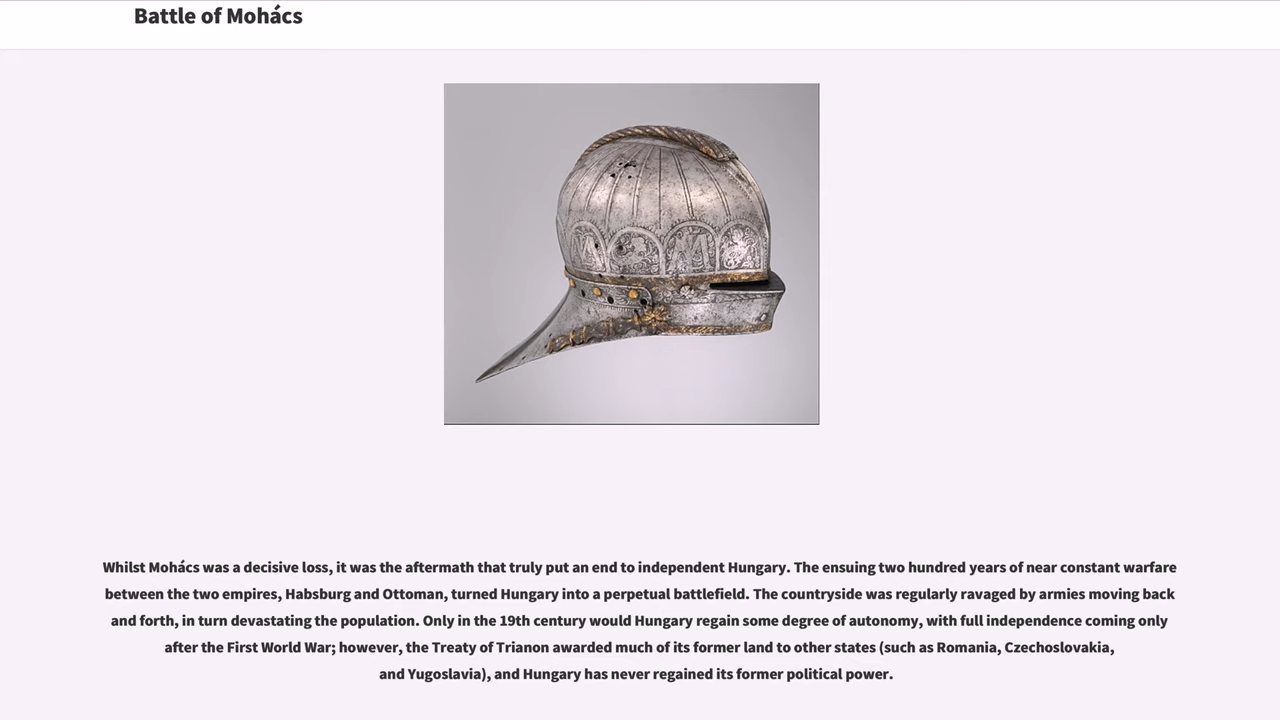 Battle of Mohács
Whilst Mohács was a decisive loss, it was the aftermath that truly put an end to independent Hungary. The ensuing two hundred years of near constant warfare
between the two empires, Habsburg and Ottoman, turned Hungary into a perpetual battlefield. The countryside was regularly ravaged by armies moving back
and forth, in turn devastating the population. Only in the 19th century would Hungary regain some degree of autonomy, with full independence coming only
after the First World War; however, the Treaty of Trianon awarded much of its former land to other states (such as Romania, Czechoslovakia,
and Yugoslavia), and Hungary has never regained its former political power.